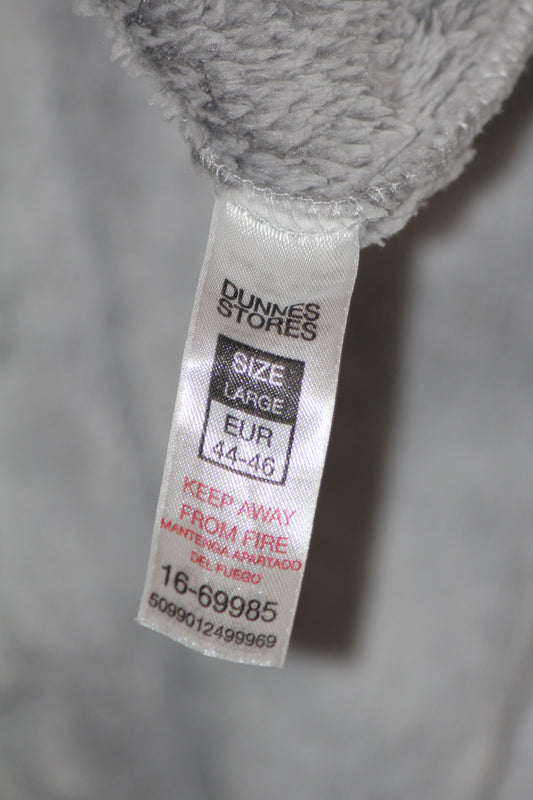 DUNNES
STORES
SIZE
LARGE
EUR
44-46
KEEP AWAY
FROM FIRE
MANTENGA APARTADO
DEL FUEGO
16-69985
5099012499969